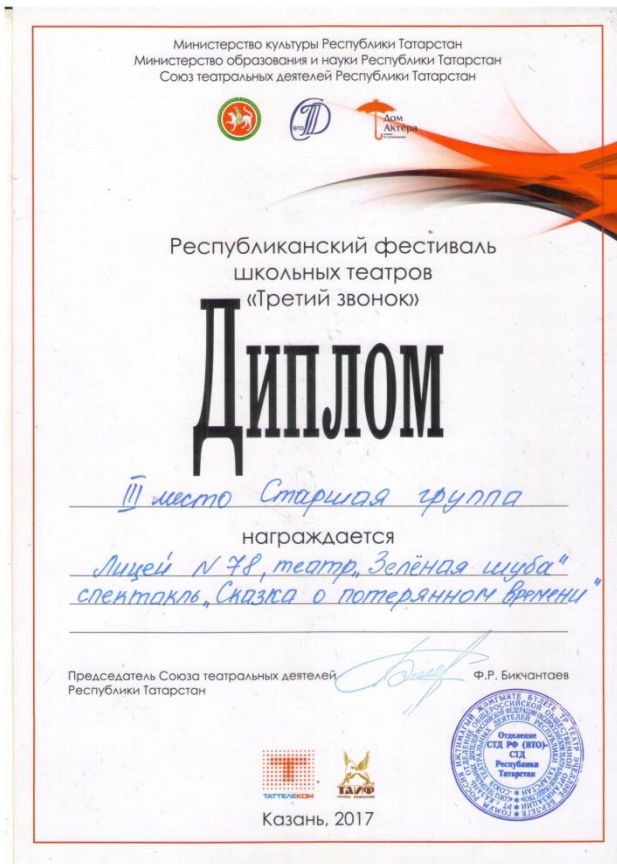 Министерство культуры Республики Татарстан
Министерство образования и науки Республики Татарстан
Союз театральных деятелей Республики Татарстан
ВТО
Дом
Актёра
Республиканский фестиваль
школьных театров
«Третий звонок»
Диплом
III место Старшая группа
награждается
Лицей N 78, театр „Зелёная шуба“
спектакль „Сказка о потерянном времени“
Председатель Союза театральных деятелей
Республики Татарстан
Ф.Р. Бикчантаев
Отделение
СТД РФ (ВТО)-
СТД
Республики
Татарстан
ТАТТЕЛЕКОМ
ТАИФ
Казань, 2017